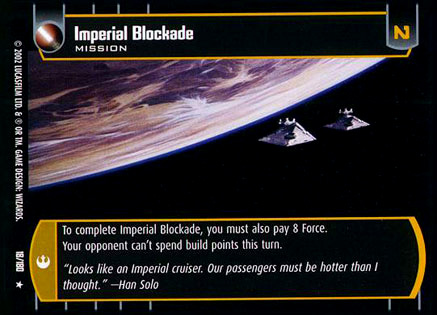 Imperial Blockade
MISSION
N
To complete Imperial Blockade, you must also pay 8 Force.
Your opponent can't spend build points this turn.
"Looks like an Imperial cruiser. Our passengers must be hotter than I
thought." —Han Solo
© 2002 LUCASFILM LTD. & ® OR TM. GAME DESIGN: WIZARDS.
18/180